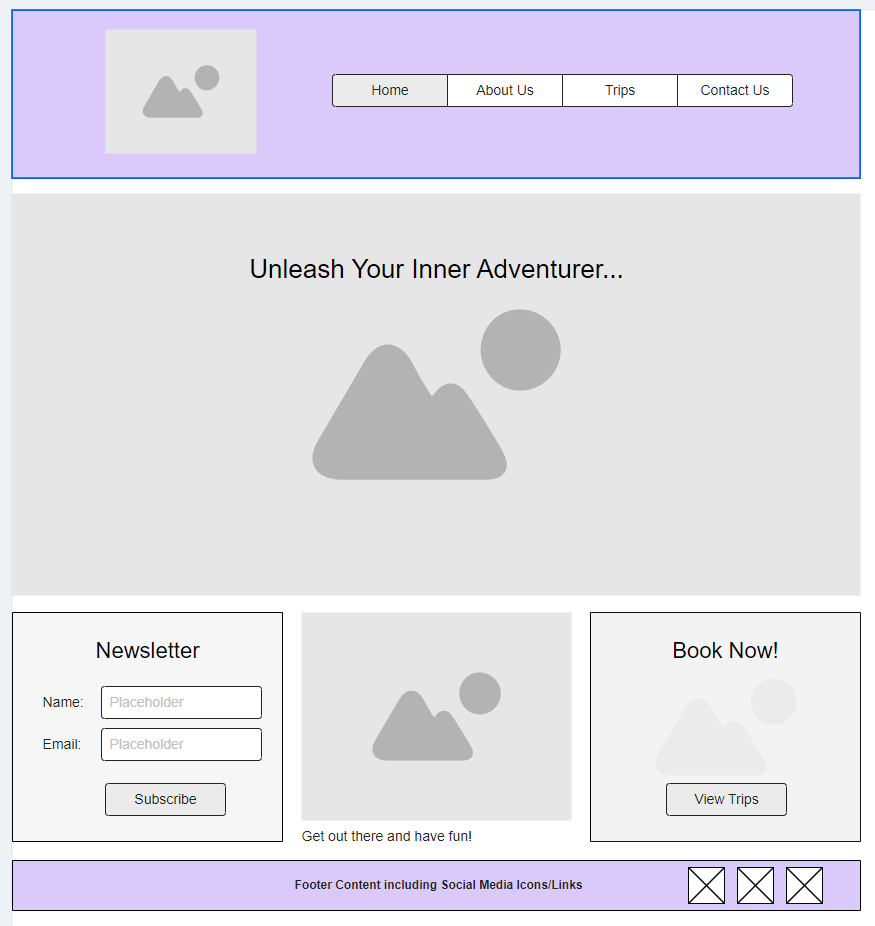 Home About Us Trips Contact Us
Unleash Your Inner Adventurer...
Newsletter
Name: Placeholder
Email: Placeholder
Subscribe
Get out there and have fun!
Book Now!
View Trips
Footer Content including Social Media Icons/Links